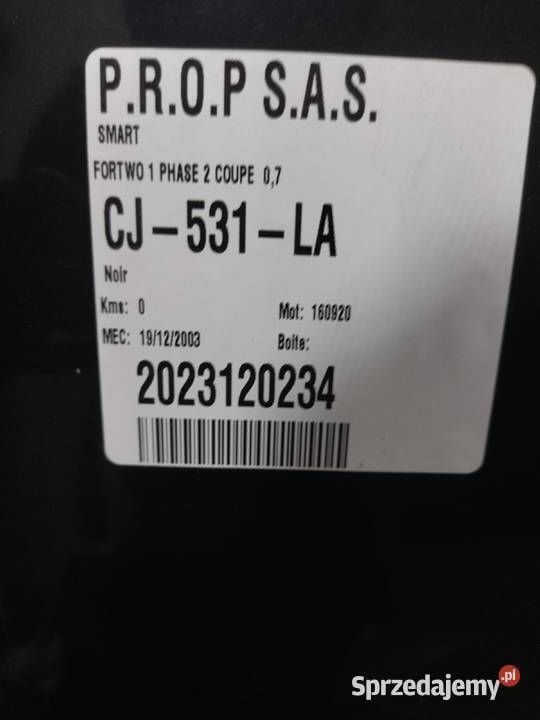 P.R.O.P S.A.S.
SMART
FORTWO 1 PHASE 2 COUPE 0,7
CJ-531-LA
Noir
Kms: 0 Mot: 160920
MEC: 19/12/2003 Boite:
2023120234
Sprzedajemy.pl